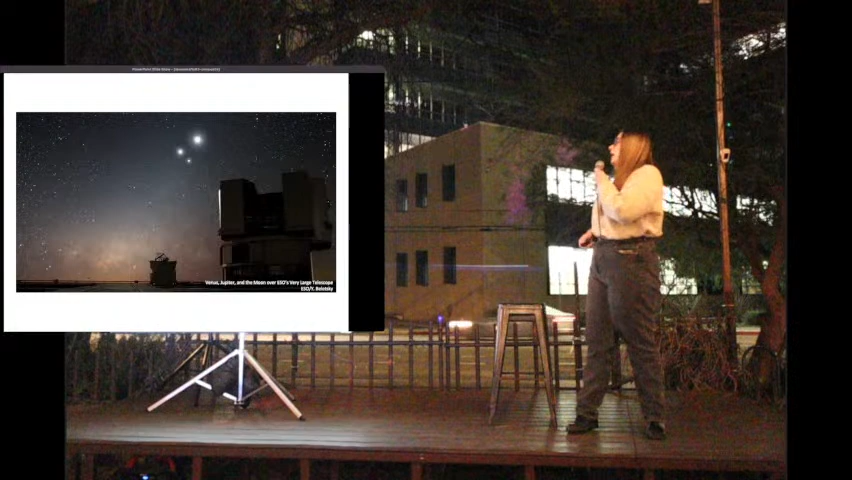 Venus, Jupiter, and the Moon over ESO's Very Large Telescope
ESO/Y. Beletsky